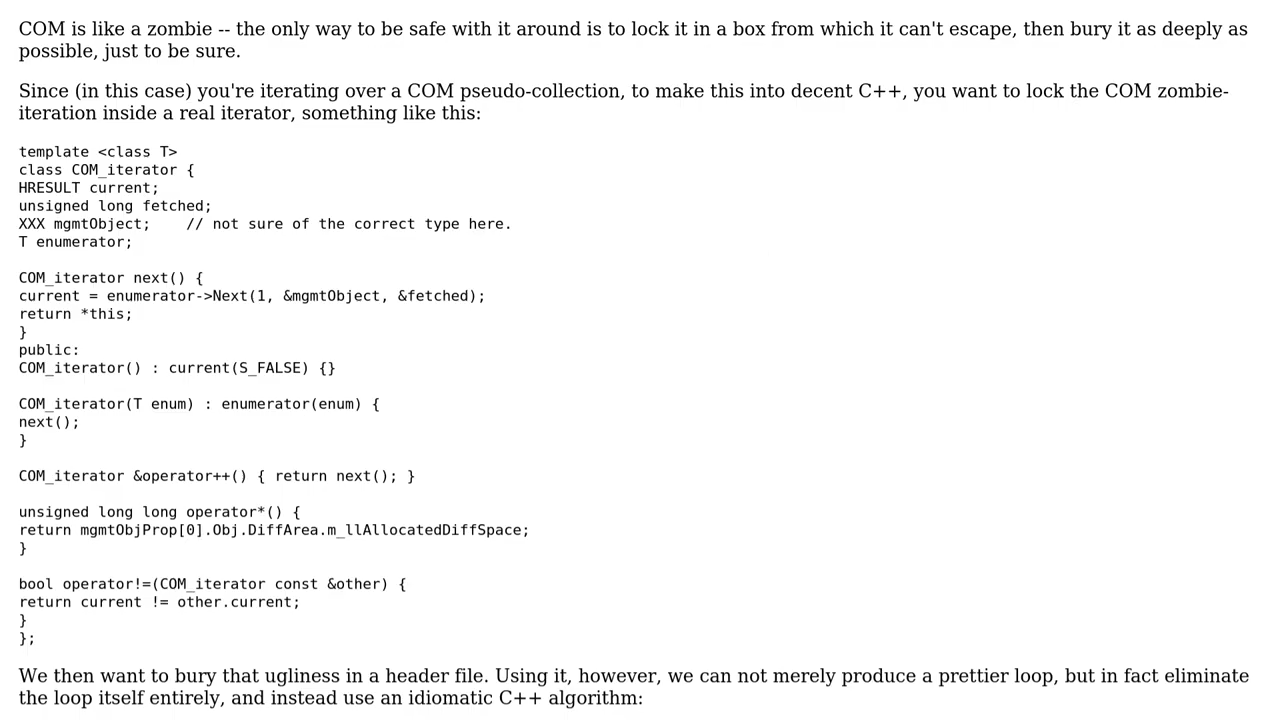 COM is like a zombie -- the only way to be safe with it around is to lock it in a box from which it can't escape, then bury it as deeply as
possible, just to be sure.
Since (in this case) you're iterating over a COM pseudo-collection, to make this into decent C++, you want to lock the COM zombie-
iteration inside a real iterator, something like this:
template <class T>
class COM_iterator {
HRESULT current;
unsigned long fetched;
XXX mgmtObject;    // not sure of the correct type here.
T enumerator;
COM_iterator next() {
current = enumerator->Next(1, &mgmtObject, &fetched);
return *this;
}
public:
COM_iterator() : current(S_FALSE) {}
COM_iterator(T enum) : enumerator(enum) {
next();
}
COM_iterator &operator++() { return next(); }
unsigned long long operator*() {
return mgmtObjProp[0].Obj.DiffArea.m_llAllocatedDiffSpace;
}
bool operator!=(COM_iterator const &other) {
return current != other.current;
}
};
We then want to bury that ugliness in a header file. Using it, however, we can not merely produce a prettier loop, but in fact eliminate
the loop itself entirely, and instead use an idiomatic C++ algorithm: